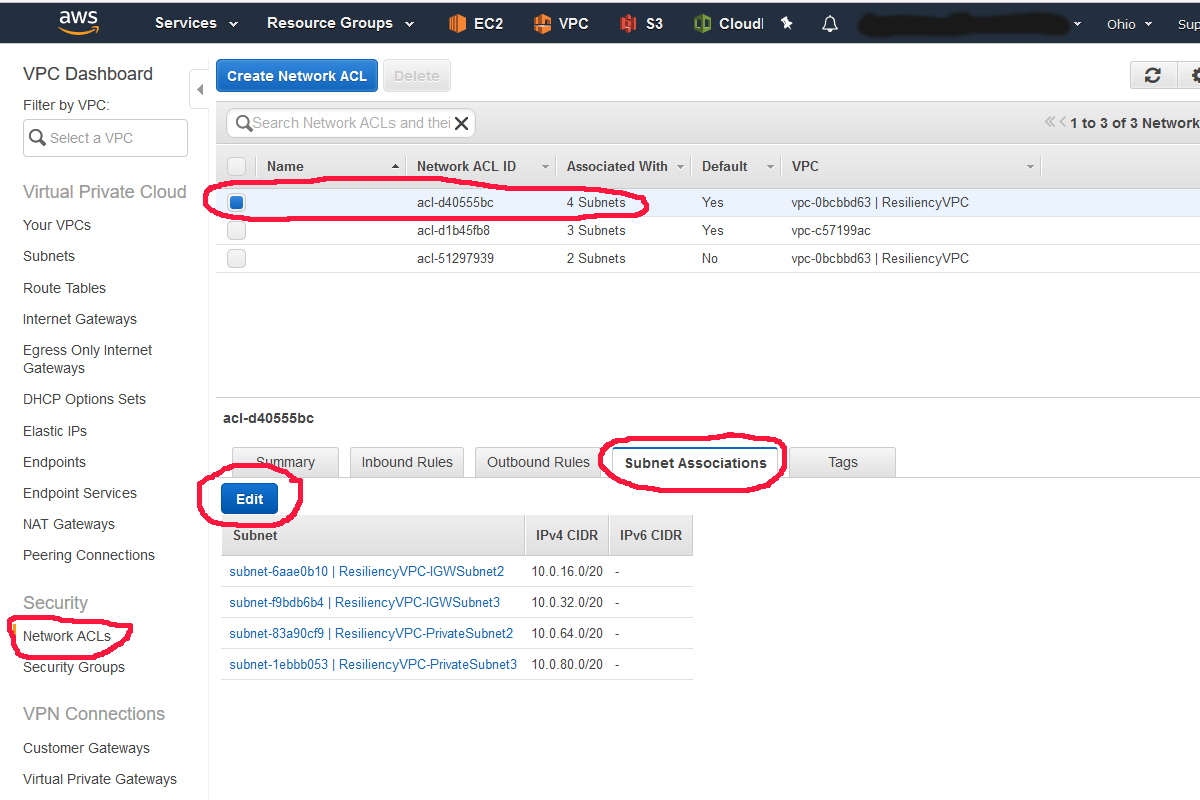 aws Services Resource Groups EC2 VPC S3 Cloud Ohio Sup
VPC Dashboard
Filter by VPC:
Select a VPC
Virtual Private Cloud
Your VPCs
Subnets
Route Tables
Internet Gateways
Egress Only Internet
Gateways
DHCP Options Sets
Elastic IPs
Endpoints
Endpoint Services
NAT Gateways
Peering Connections
Security
Network ACLs
Security Groups
VPN Connections
Customer Gateways
Virtual Private Gateways
Create Network ACL Delete
Search Network ACLs and thei 1 to 3 of 3 Network
Name Network ACL ID Associated With Default VPC
acl-d40555bc 4 Subnets Yes vpc-0bcbbd63 | ResiliencyVPC
acl-d1b45fb8 3 Subnets Yes vpc-c57199ac
acl-51297939 2 Subnets No vpc-0bcbbd63 | ResiliencyVPC
acl-d40555bc
Summary Inbound Rules Outbound Rules Subnet Associations Tags
Edit
Subnet IPv4 CIDR IPv6 CIDR
subnet-6aae0b10 | ResiliencyVPC-IGWSubnet2 10.0.16.0/20 -
subnet-f9bdb6b4 | ResiliencyVPC-IGWSubnet3 10.0.32.0/20 -
subnet-83a90cf9 | ResiliencyVPC-PrivateSubnet2 10.0.64.0/20 -
subnet-1ebbb053 | ResiliencyVPC-PrivateSubnet3 10.0.80.0/20 -